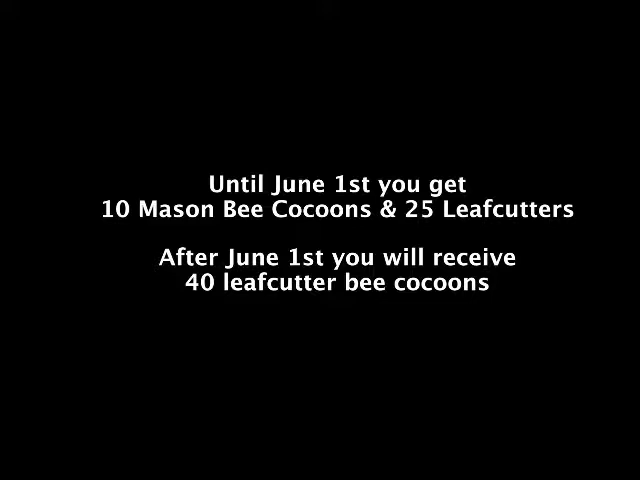 Until June 1st you get
10 Mason Bee Cocoons & 25 Leafcutters
After June 1st you will receive
40 leafcutter bee cocoons